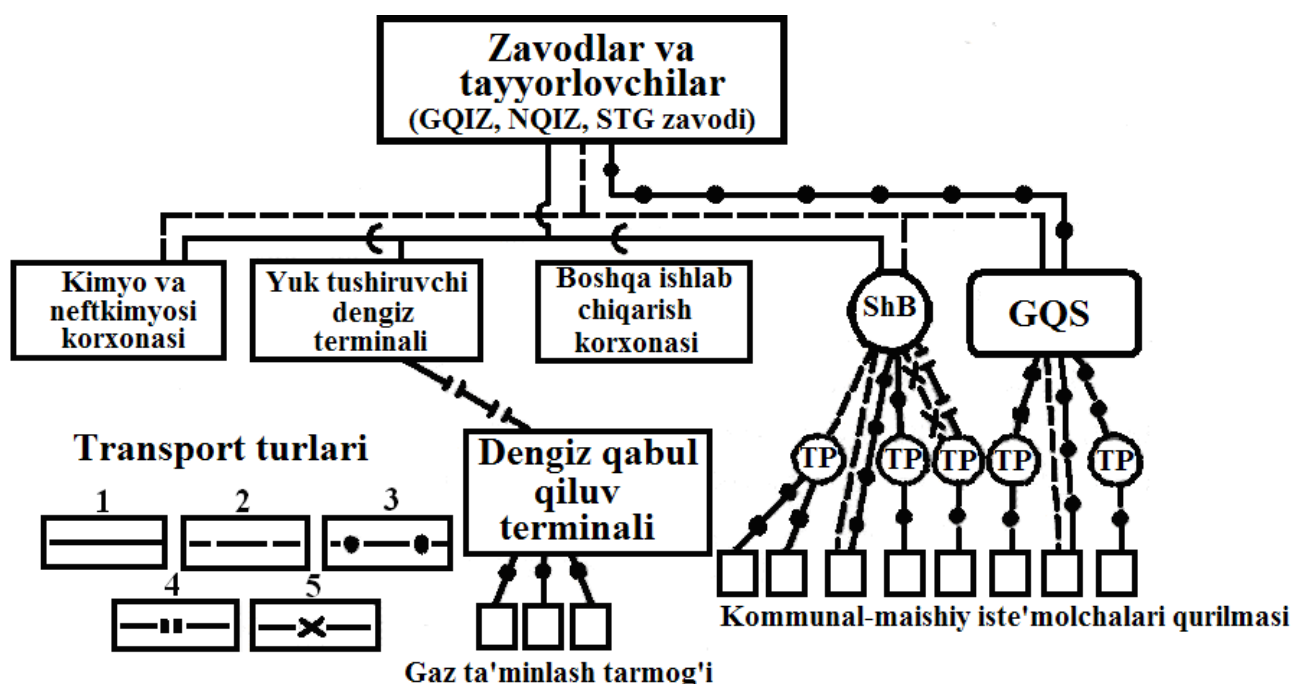 Zavodlar va
tayyorlovchilar
(GQIZ, NQIZ, STG zavodi)
Kimyo va
neftkimyosi
korxonasi
Yuk tushiruvchi
dengiz
terminali
Boshqa ishlab
chiqarish
korxonasi
ShB
GQS
Transport turlari
1
2
3
4
5
Dengiz qabul
qiluv
terminali
TP
TP
TP
TP
TP
Kommunal-maishiy iste'molchalari qurilmasi
Gaz ta'minlash tarmog'i